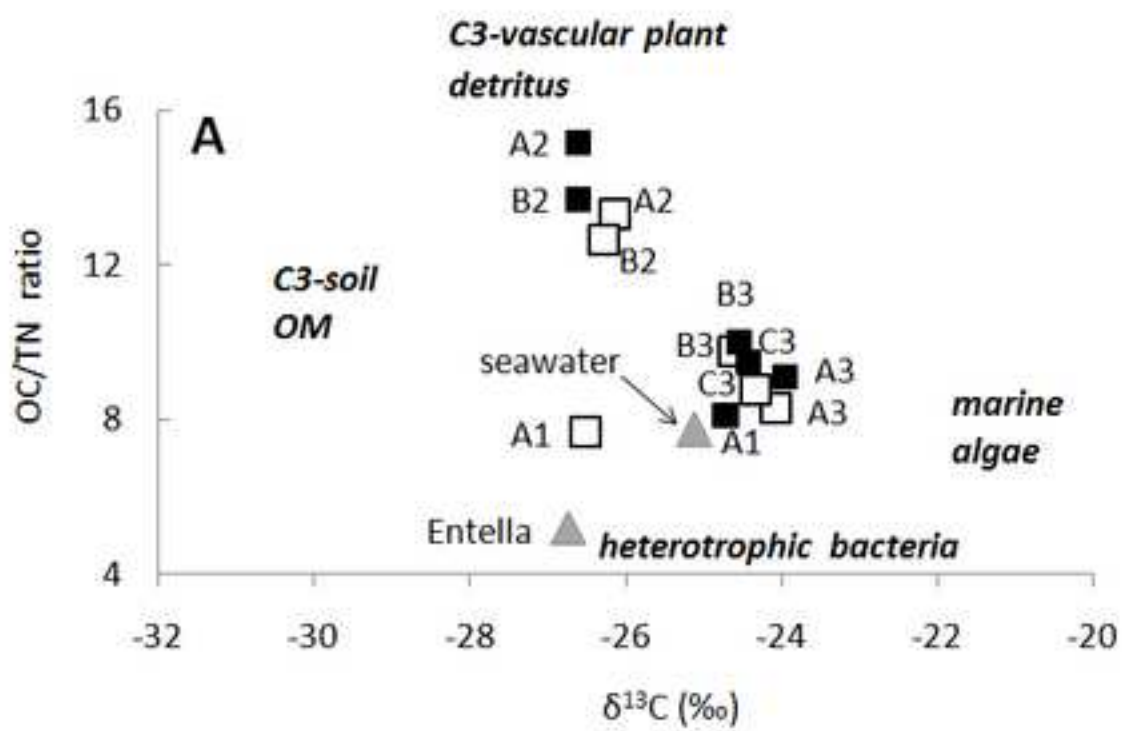 C3-vascular plant
detritus
16
A
A2
B2
A2
B2
12
C3-soil
OM
OC/TN ratio
B3
B3
C3
seawater
C3
A3
A3
marine
algae
8
A1
A1
Entella
heterotrophic bacteria
4
-32 -30 -28 -26 -24 -22 -20
δ¹³C (‰)